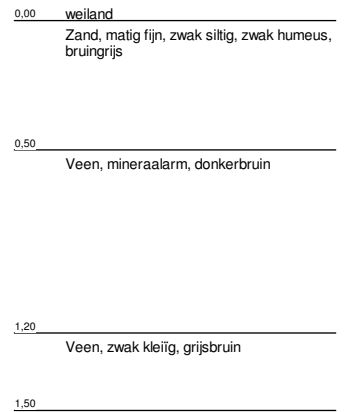 0,00 weiland
Zand, matig fijn, zwak siltig, zwak humeus,
bruingrijs
0,50
Veen, mineraalarm, donkerbruin
1,20
Veen, zwak kleiïg, grijsbruin
1,50